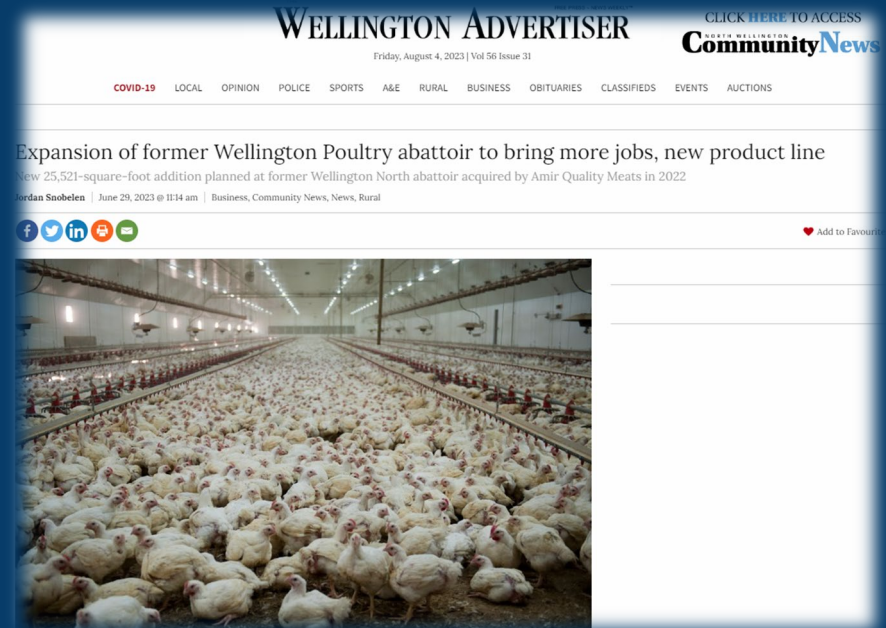 WELLINGTON ADVERTISER
CLICK HERE TO ACCESS
NORTH WELLINGTON
CommunityNews
Friday, August 4, 2023 | Vol 56 Issue 31
COVID-19 LOCAL OPINION POLICE SPORTS A&E RURAL BUSINESS OBITUARIES CLASSIFIEDS EVENTS AUCTIONS
Expansion of former Wellington Poultry abattoir to bring more jobs, new product line
New 25,521-square-foot addition planned at former Wellington North abattoir acquired by Amir Quality Meats in 2022
Jordan Snobelen | June 29, 2023 @ 11:14 am | Business, Community News, News, Rural
Add to Favourite